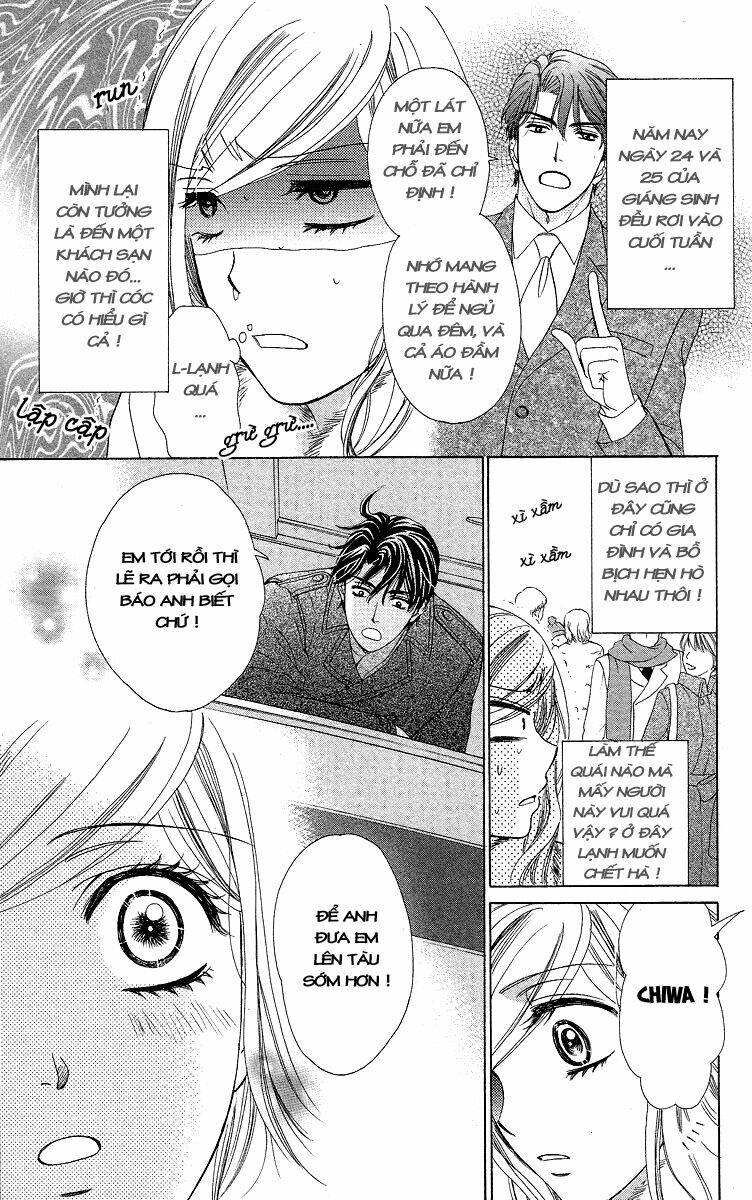 NĂM NAY
NGÀY 24 VÀ
25 CỦA
GIÁNG SINH
ĐỀU RƠI VÀO
CUỐI TUẦN
...
MỘT LÁT
NỮA EM
PHẢI ĐẾN
CHỖ ĐÃ CHỈ
ĐỊNH !
NHỚ MANG
THEO HÀNH
LÝ ĐỂ NGỦ
QUA ĐÊM, VÀ
CẢ ÁO ĐẦM
NỮA !
run
MÌNH LẠI
CÒN TƯỞNG
LÀ ĐẾN MỘT
KHÁCH SẠN
NÀO ĐÓ...
GIỜ THÌ CÓC
CÓ HIỂU GÌ
CẢ !
L-LẠNH
QUÁ
...
lập cập
grừ grừ....
DÙ SAO THÌ Ở
ĐÂY CŨNG
CHỈ CÓ GIA
ĐÌNH VÀ BỒ
BỊCH HẸN HÒ
NHAU THÔI !
xì xầm
xì xầm
LÀM THẾ
QUÁI NÀO MÀ
MẤY NGƯỜI
NÀY VUI QUÁ
VẬY ? Ở ĐÂY
LẠNH MUỐN
CHẾT HÀ !
CHIWA !
EM TỚI RỒI THÌ
LẼ RA PHẢI GỌI
BÁO ANH BIẾT
CHỨ !
ĐỂ ANH
ĐƯA EM
LÊN TÀU
SỚM HƠN !